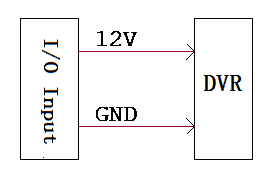 I/O Input
12V
DVR
GND